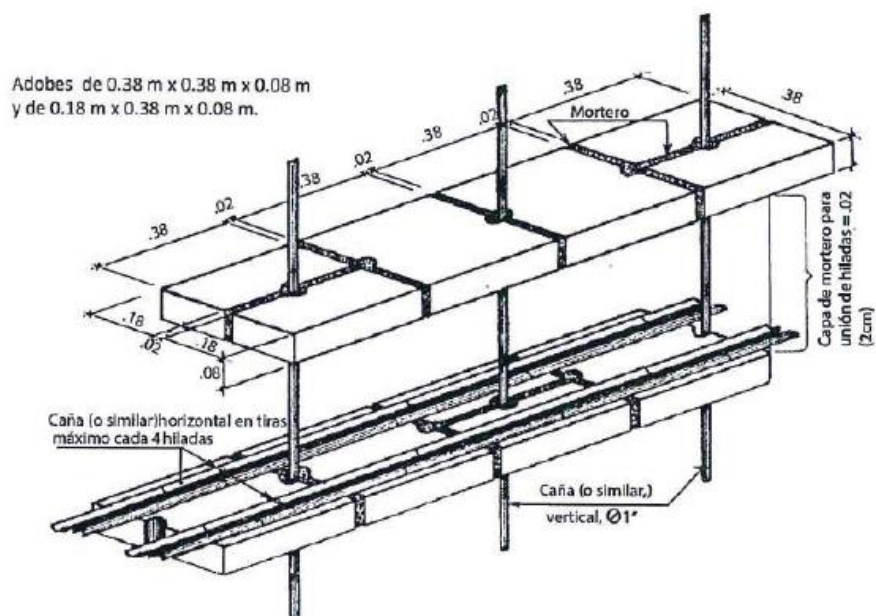 Adobes de 0.38 m x 0.38 m x 0.08 m
y de 0.18 m x 0.38 m x 0.08 m.
.38
.02
.38
.02
.38
.02
.38
.38
Mortero
.18
.02
.18
.08
Capa de mortero para
unión de hiladas = .02
(2cm)
Caña (o similar)horizontal en tiras
máximo cada 4 hiladas
Caña (o similar,)
vertical, Ø1"